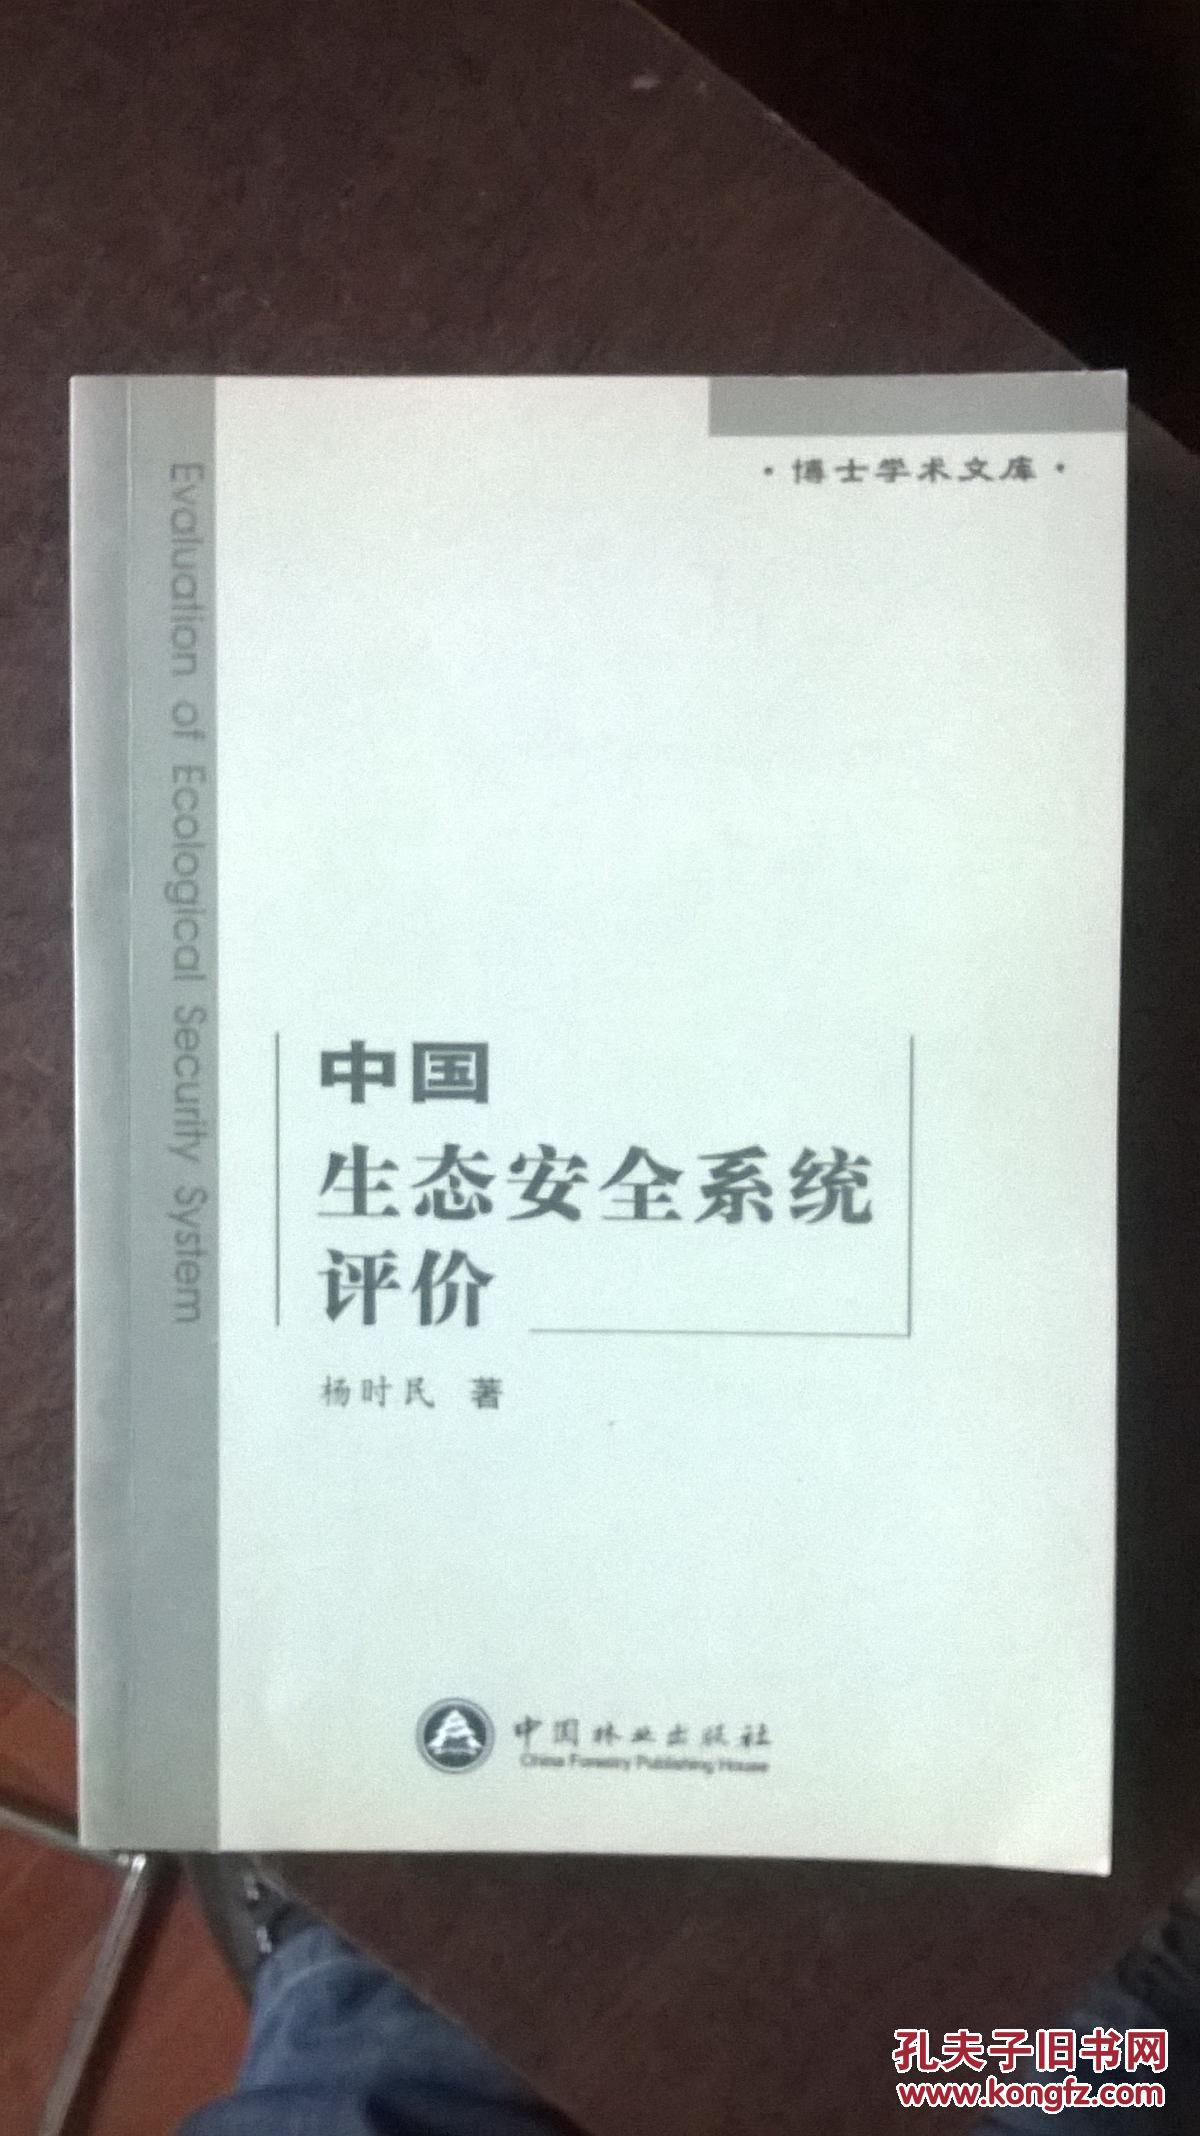 ·博士学术文库·
Evaluation of Ecological Security System
中国
生态安全系统
评价
杨时民 著
中国林业出版社
China Forestry Publishing House
孔夫子旧书网
www.kongfz.com